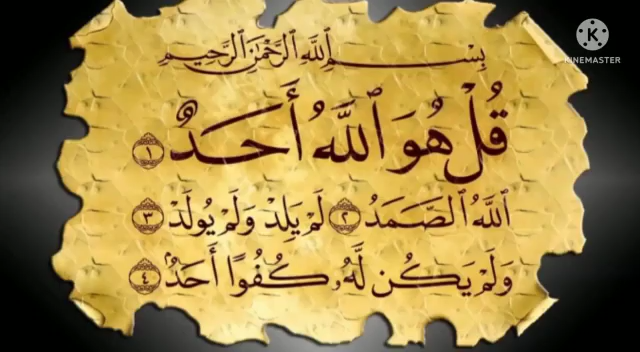 بِسْمِ ٱللَّهِ ٱلرَّحْمَٰنِ ٱلرَّحِيمِ
قُلْ هُوَ ٱللَّهُ أَحَدٌ ١
ٱللَّهُ ٱلصَّمَدُ ٢ لَمْ يَلِدْ وَلَمْ يُولَدْ ٣
وَلَمْ يَكُن لَّهُۥ كُفُوًا أَحَدٌۢ ٤
K
KINEMASTER